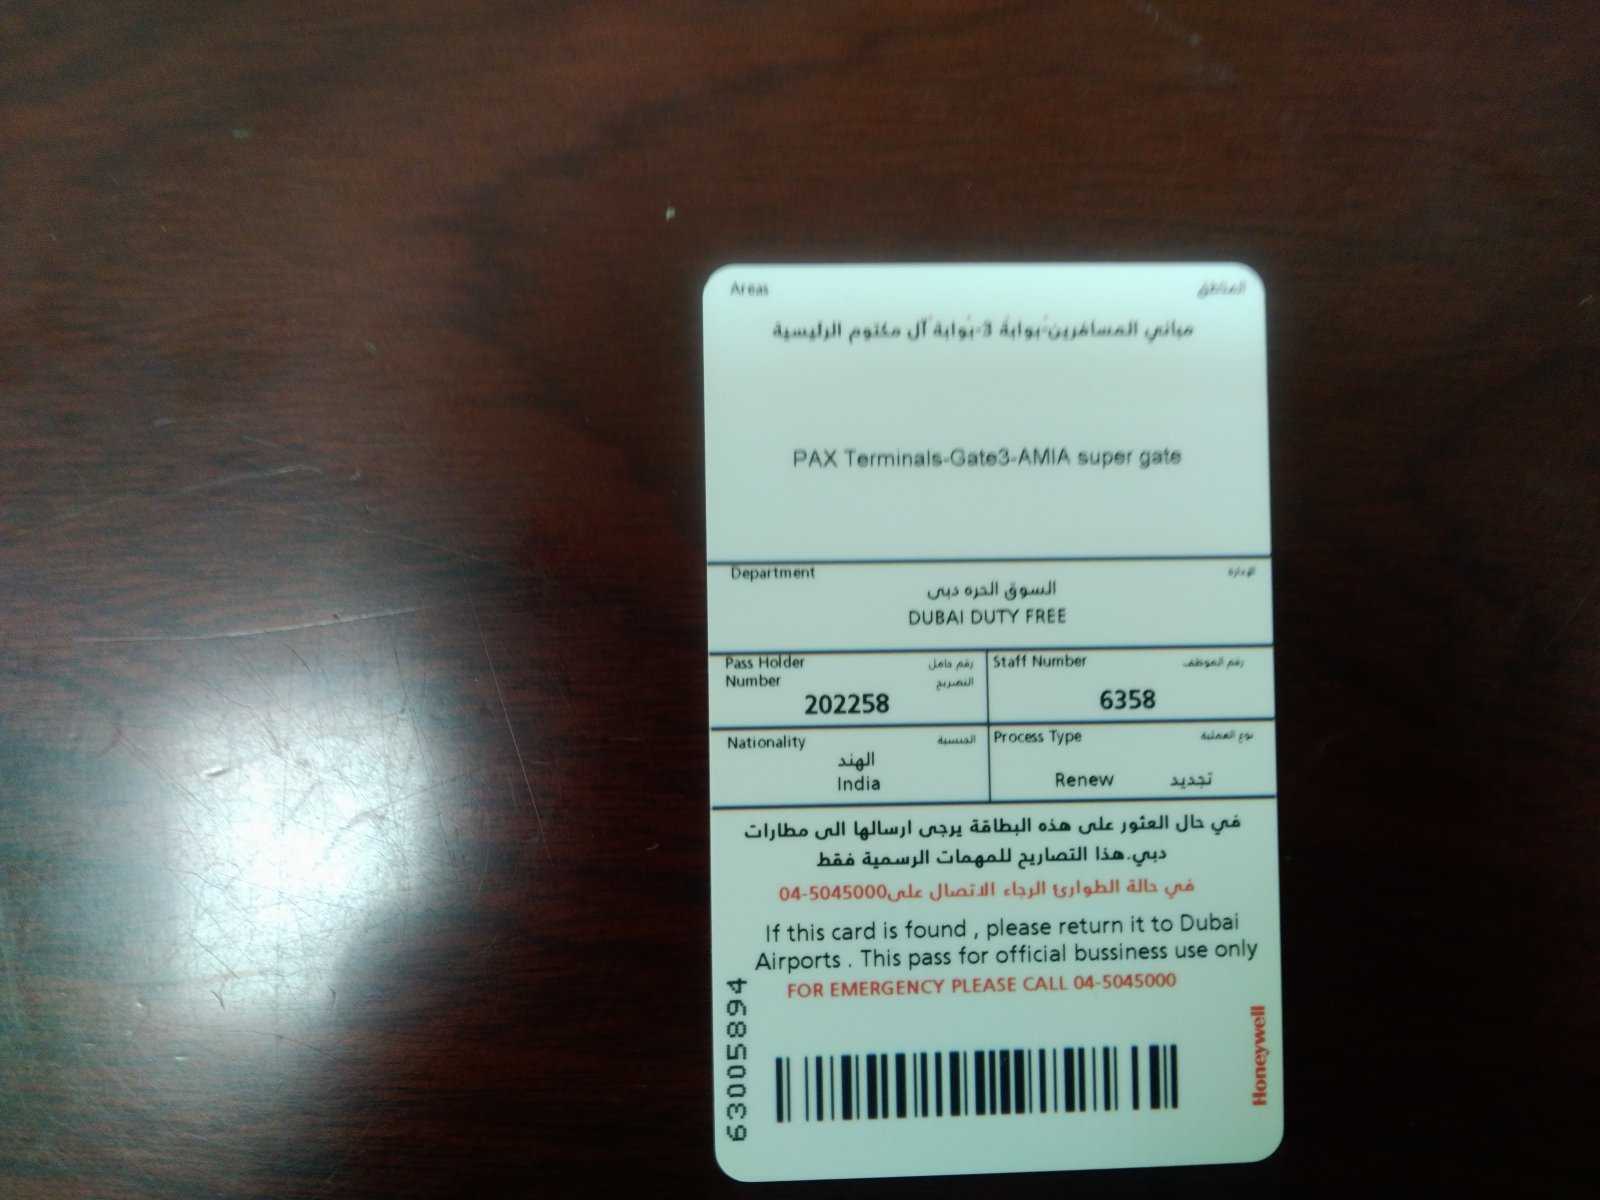 Areas المناطق
مباني المسافرين-بوابة 3-بوابة آل مكتوم الرئيسية
PAX Terminals-Gate3-AMIA super gate
Department الإدارة
السوق الحره دبى
DUBAI DUTY FREE
Pass Holder رقم حامل
Number التصريح
202258
Staff Number رقم الموظف
6358
Nationality الجنسية
الهند
India
Process Type نوع العملية
Renew تجديد
في حال العثور على هذه البطاقة يرجى ارسالها الى مطارات
دبي.هذا التصاريح للمهمات الرسمية فقط
في حالة الطوارئ الرجاء الاتصال على04-5045000
If this card is found , please return it to Dubai
Airports . This pass for official bussiness use only
FOR EMERGENCY PLEASE CALL 04-5045000
63005894
Honeywell